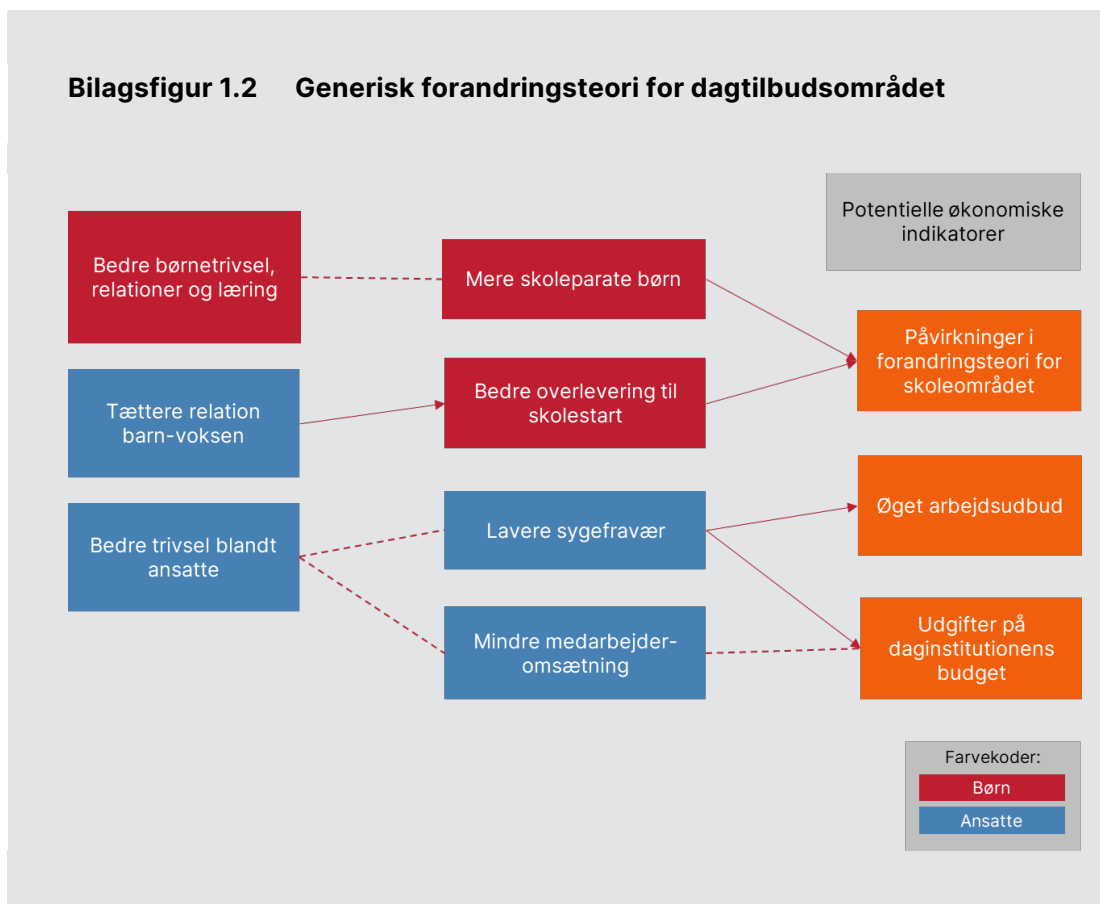 Bilagsfigur 1.2 Generisk forandringsteori for dagtilbudsområdet
Bedre børnetrivsel,
relationer og læring
Tættere relation
barn-voksen
Bedre trivsel blandt
ansatte
Mere skoleparate børn
Bedre overlevering til
skolestart
Lavere sygefravær
Mindre medarbejder-
omsætning
Potentielle økonomiske
indikatorer
Påvirkninger i
forandringsteori for
skoleområdet
Øget arbejdsudbud
Udgifter på
daginstitutionens
budget
Farvekoder:
Børn
Ansatte